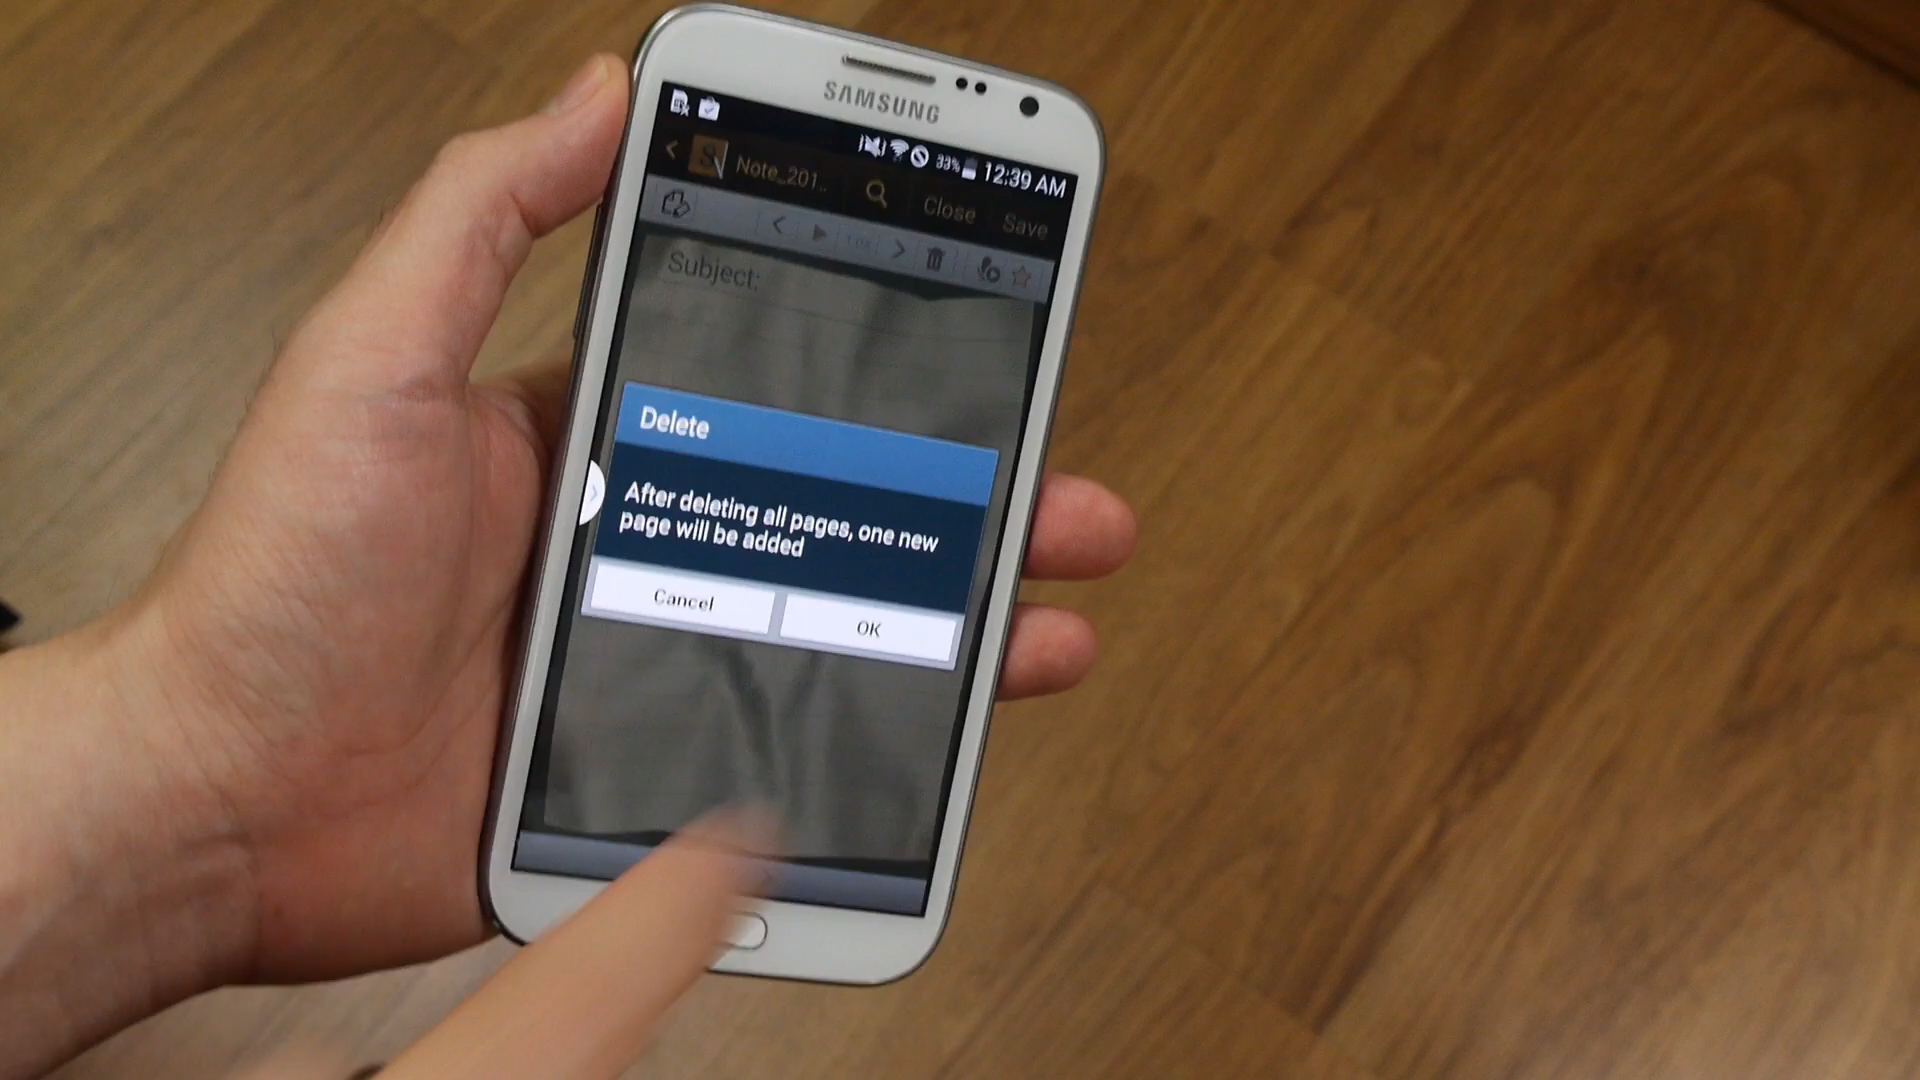 SAMSUNG
33% 12:39 AM
Note_201..
Close
Save
Subject:
Delete
After deleting all pages, one new
page will be added
Cancel
OK